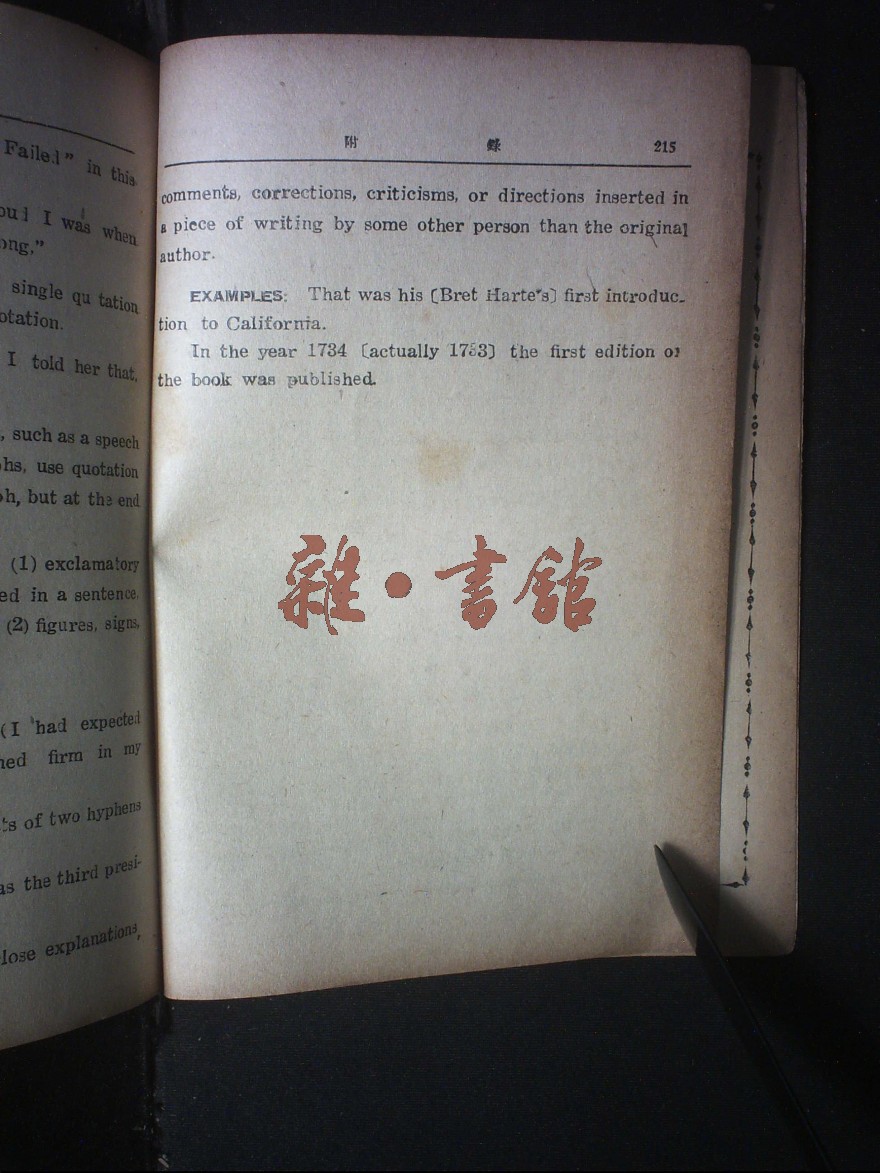 Failed" in this
I was when
ong,"
single qu tation
otation.
I told her that,
, such as a speech
hs, use quotation
h, but at the end
(1) exclamatory
ed in a sentence.
(2) figures, signs,
(I had expected
ned firm in my
ts of two hyphens
as the third presi-
lose explanations,
附 錄 215
comments, corrections, criticisms, or directions inserted in
a piece of writing by some other person than the original
author.
EXAMPLES: That was his [Bret Harte's] first introduc-
tion to California.
In the year 1734 [actually the first edition of
the book was published.
雜·書館